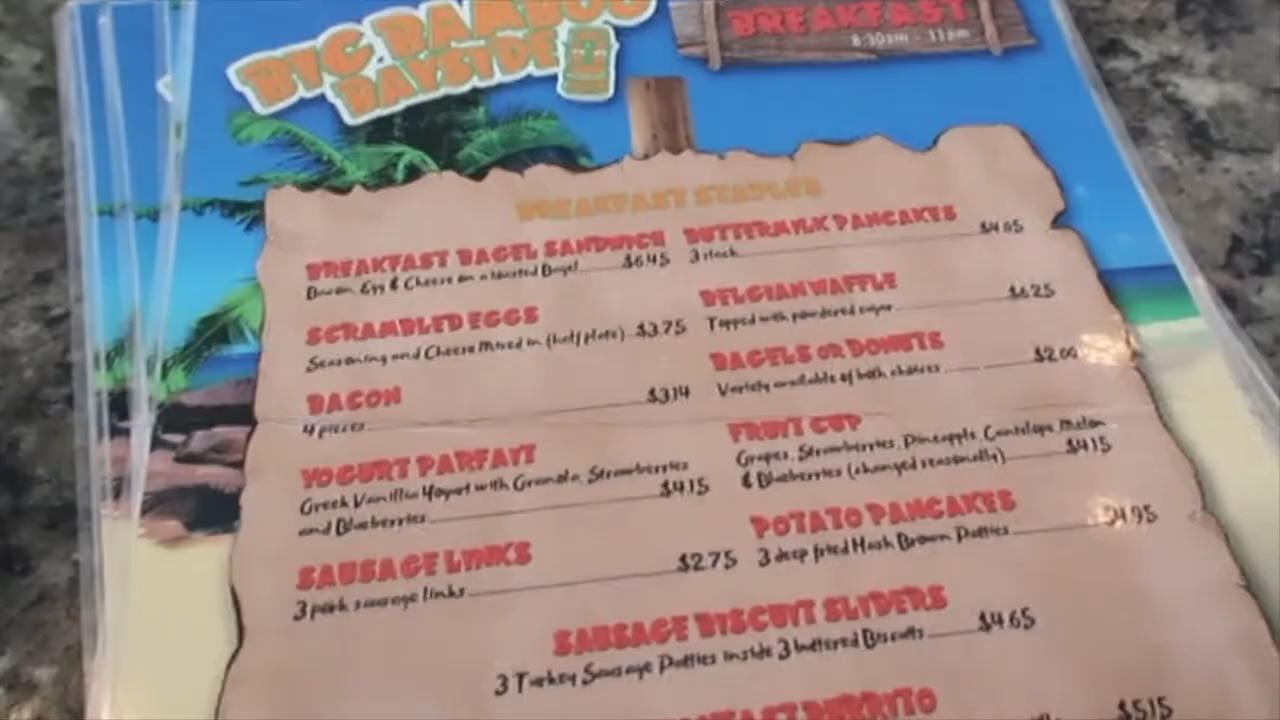 BIG BAMBOO
BAYSIDE
BREAKFAST
8:30am - 11am
BREAKFAST STAPLES
BREAKFAST BAGEL SANDWICH
Bacon, Egg & Cheese on a toasted Bagel $6.45
SCRAMBLED EGGS
Seasoning and Cheese Mixed in (half plate) $3.75
BACON
4 pieces $3.14
YOGURT PARFAIT
Greek Vanillia Yogurt with Granola, Strawberries
and Blueberries $4.15
SAUSAGE LINKS
3 pork sausage links $2.75
BUTTERMILK PANCAKES
3 stack
BELGIAN WAFFLE
Topped with powdered sugar $6.25
BAGELS OR DONUTS
Variety available of both choices $2.00
FRUIT CUP
Grapes, Strawberries, Pineapple, Cantelope, Melon
& Blueberries (changed seasonally) $4.15
POTATO PANCAKES
3 deep fried Hash Brown Patties $4.95
SAUSAGE BISCUIT SLIDERS
3 Turkey Sausage Patties inside 3 buttered Biscuits $4.65
BURRITO
$5.15